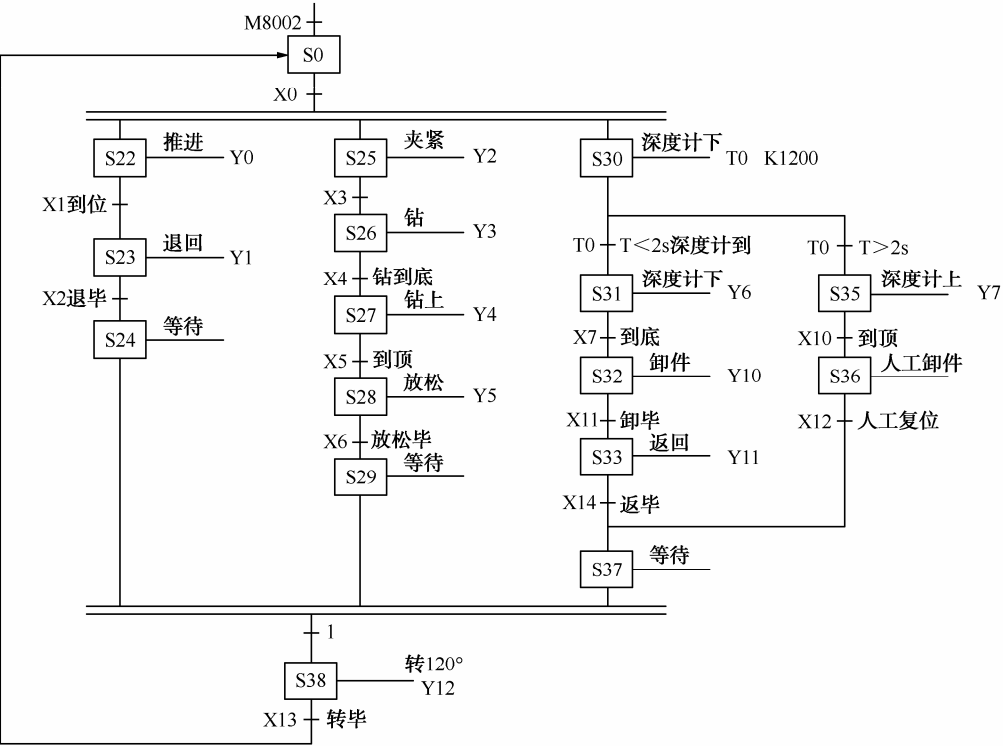 M8002
S0
X0
S22 推进 Y0
X1到位
S23 退回 Y1
X2退毕
S24 等待
S25 夹紧 Y2
X3
S26 钻 Y3
X4 钻到底
S27 钻上 Y4
X5 到顶
S28 放松 Y5
X6 放松毕
S29 等待
S30 深度计下 T0 K1200
T0 T<2s深度计到
S31 深度计下 Y6
X7 到底
S32 卸件 Y10
X11 卸毕
S33 返回 Y11
X14 返毕
T0 T>2s
S35 深度计上 Y7
X10 到顶
S36 人工卸件
X12 人工复位
S37 等待
1
S38 转120° Y12
X13 转毕